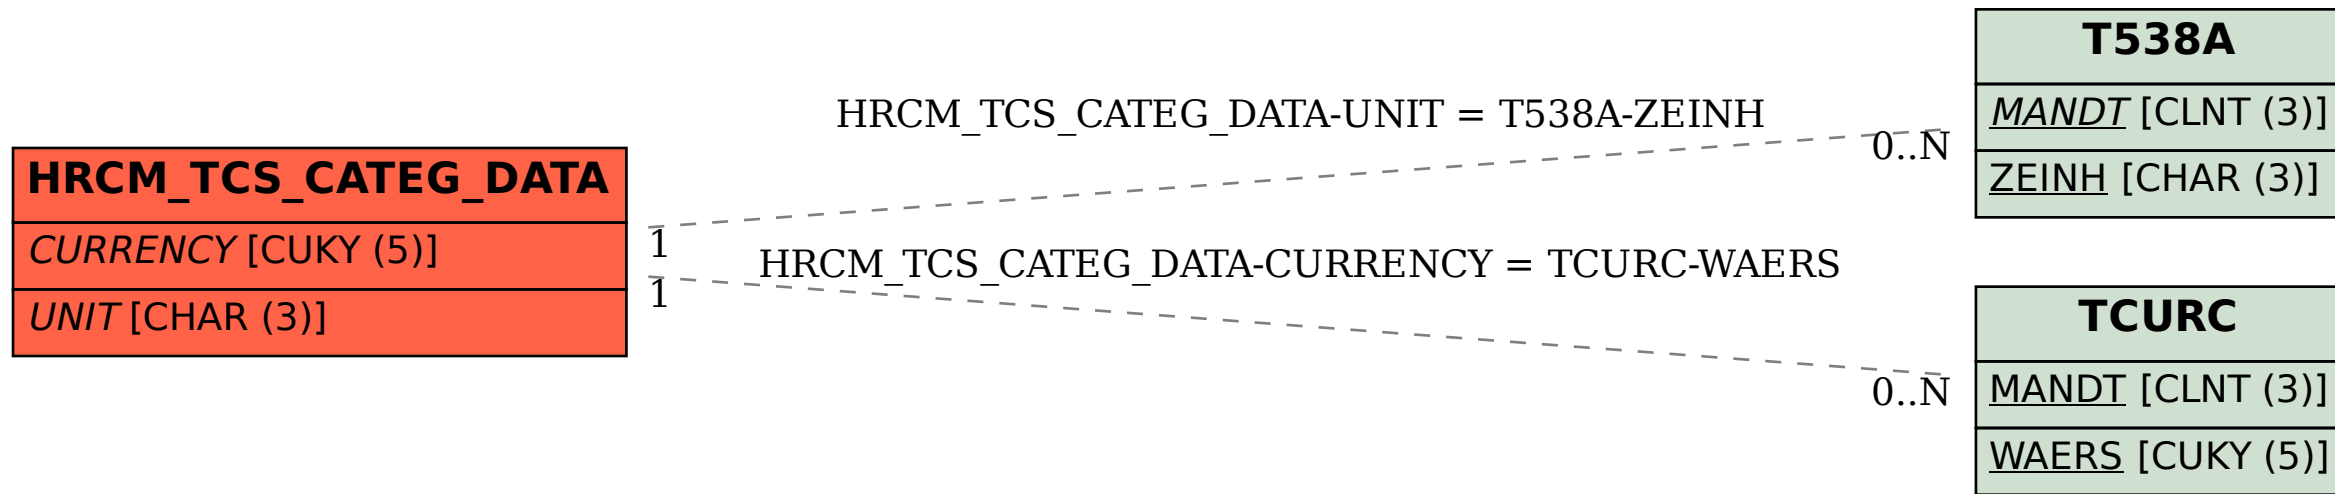 HRCM_TCS_CATEG_DATA
CURRENCY [CUKY (5)]
UNIT [CHAR (3)]
HRCM_TCS_CATEG_DATA-UNIT = T538A-ZEINH
1
0..N
HRCM_TCS_CATEG_DATA-CURRENCY = TCURC-WAERS
1
0..N
T538A
MANDT [CLNT (3)]
ZEINH [CHAR (3)]
TCURC
MANDT [CLNT (3)]
WAERS [CUKY (5)]